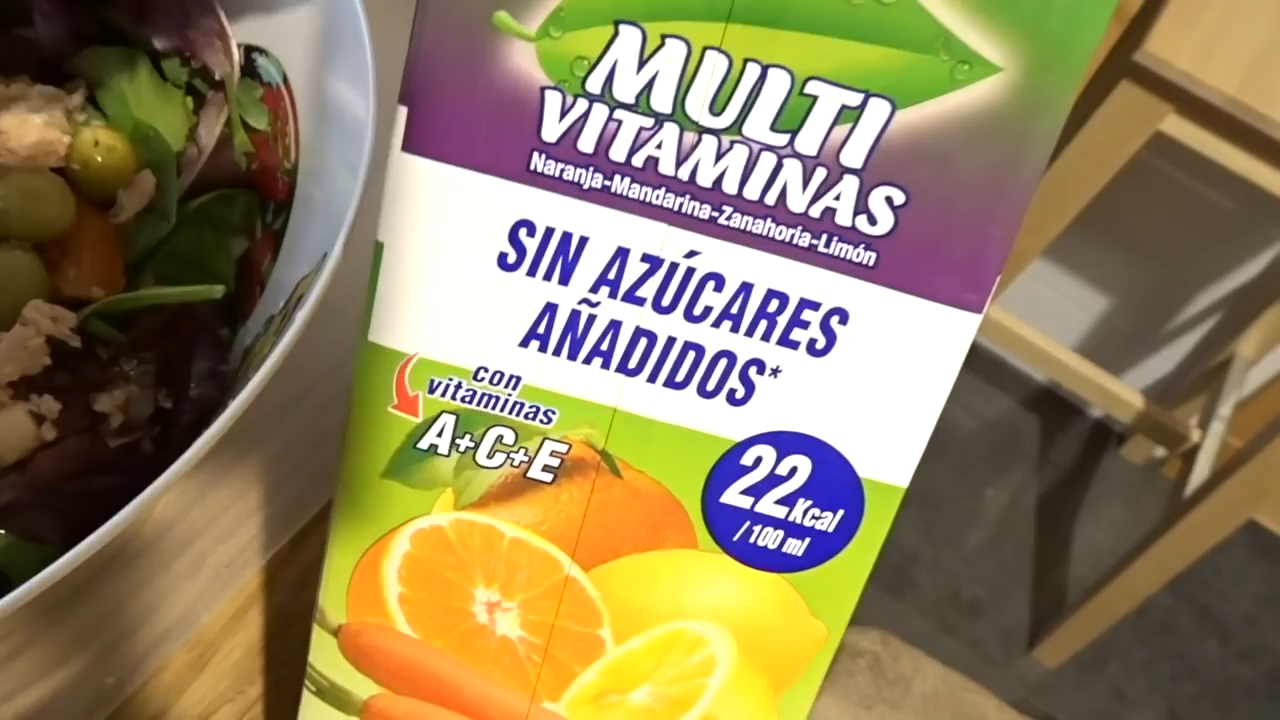 MULTI
VITAMINAS
Naranja-Mandarina-Zanahoria-Limón
SIN AZÚCARES
AÑADIDOS*
con
vitaminas
A+C+E
22Kcal
/ 100 ml